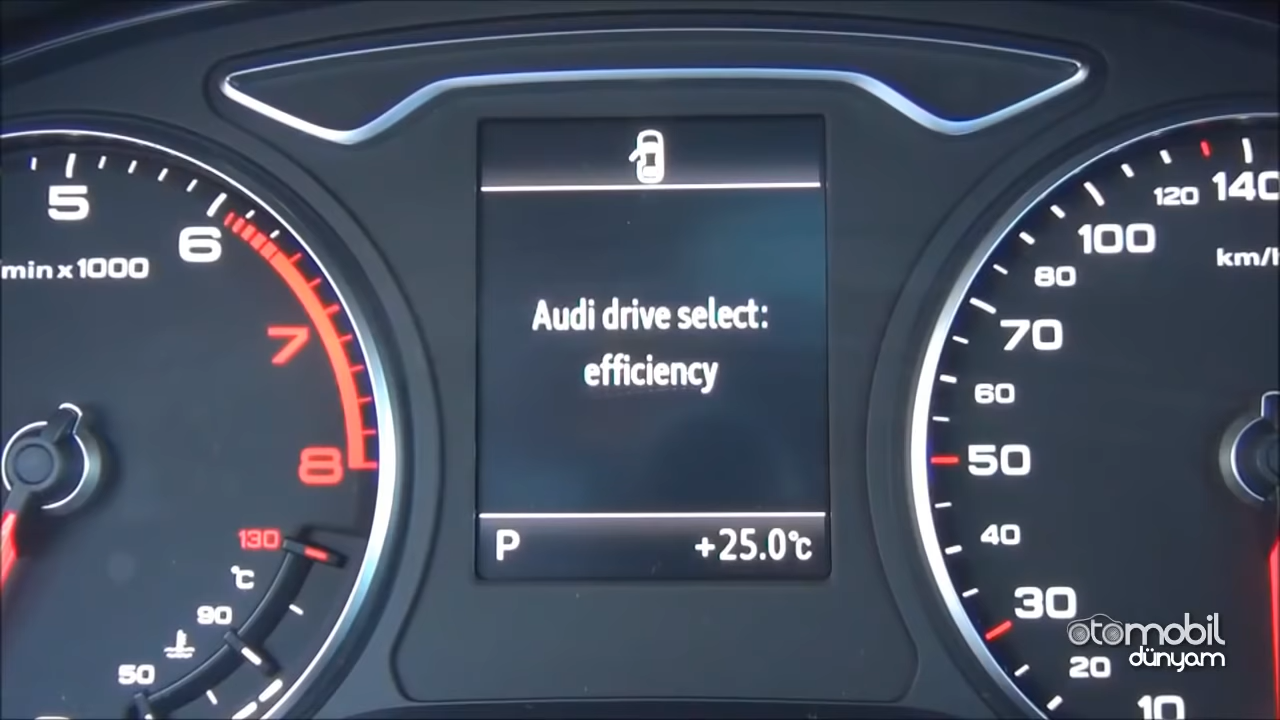 5
6
7
8
min x 1000
130
°C
90
50
Audi drive select:
efficiency
P
+25.0°C
140
120
100
80
km/h
70
60
50
40
30
20
10
otomobil
dünyam